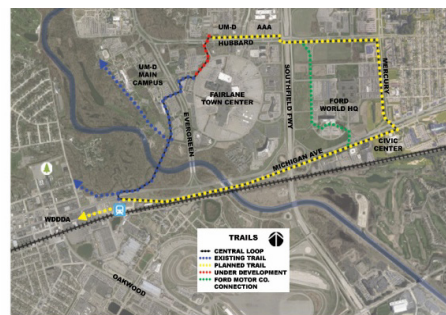 UM-D
AAA
HUBBARD
UM-D
MAIN
CAMPUS
FAIRLANE
TOWN CENTER
SOUTHFIELD FWY
MERCURY
FORD
WORLD HQ
EVERGREEN
CIVIC
CENTER
MICHIGAN AVE
WDDDA
OAKWOOD
TRAILS
CENTRAL LOOP
EXISTING TRAIL
PLANNED TRAIL
UNDER DEVELOPMENT
FORD MOTOR CO.
CONNECTION